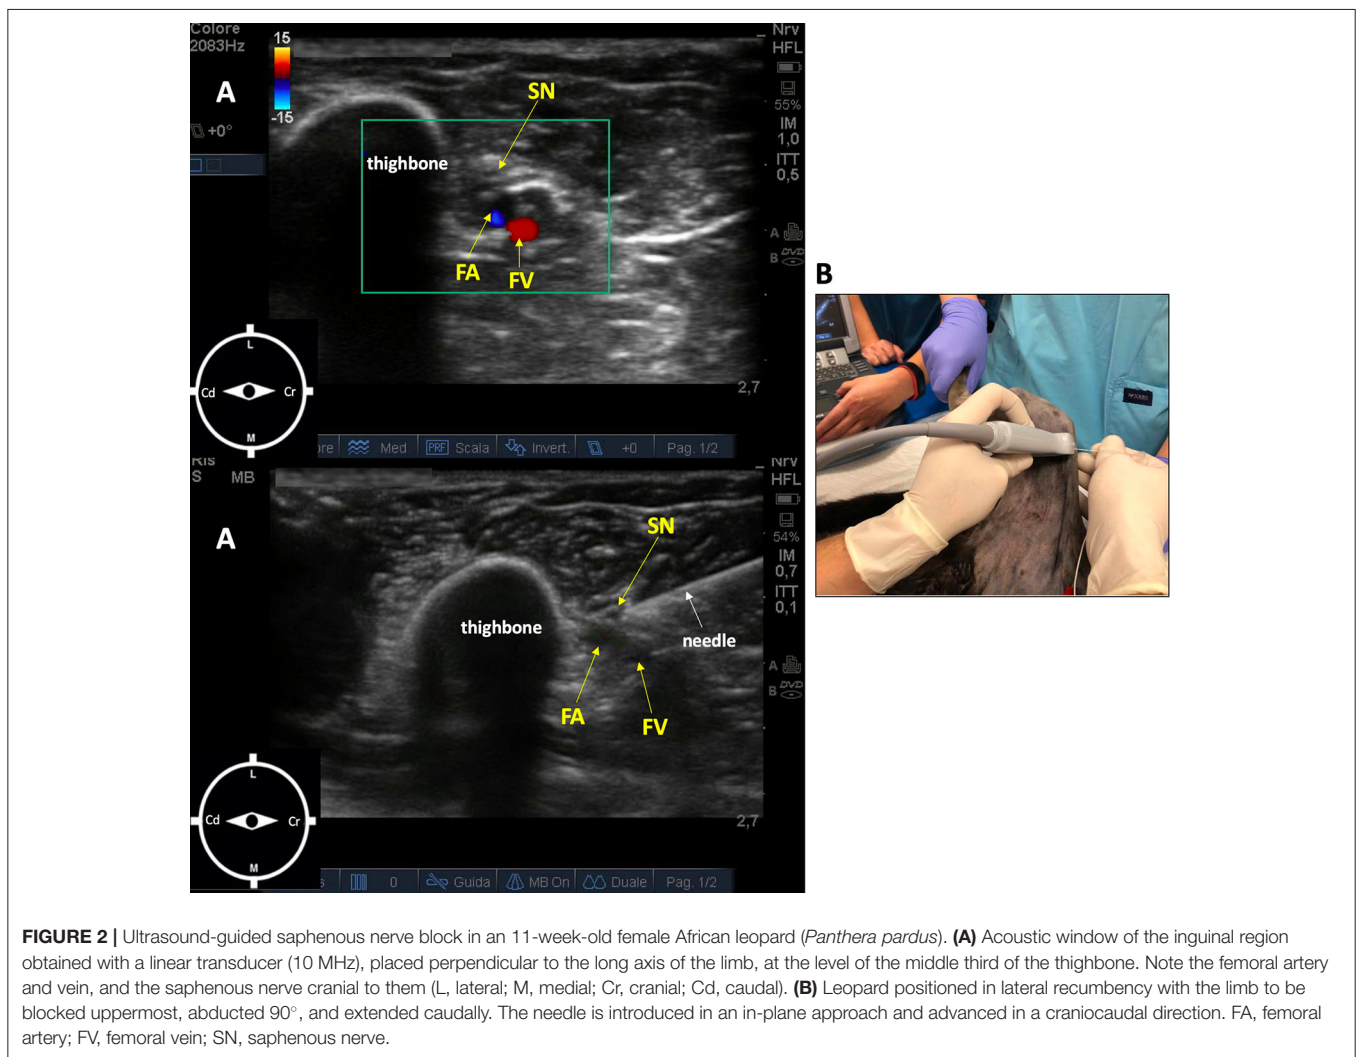 Colore
2083Hz
15
-15
A
+0°
SN
thighbone
FA
FV
Nrv
HFL
55%
IM
1,0
ITT
0,5
A
B DVD
2,7
L
Cd
Cr
M
ore
Med
PRF Scala
Invert.
+0
Pag. 1/2
Ris
S
MB
A
SN
thighbone
needle
FA
FV
Nrv
HFL
54%
IM
0,7
ITT
0,1
A
B DVD
2,7
L
Cd
Cr
M
s
0
Guida
MB On
Duale
Pag. 1/2
B
FIGURE 2 | Ultrasound-guided saphenous nerve block in an 11-week-old female African leopard (Panthera pardus). (A) Acoustic window of the inguinal region
obtained with a linear transducer (10 MHz), placed perpendicular to the long axis of the limb, at the level of the middle third of the thighbone. Note the femoral artery
and vein, and the saphenous nerve cranial to them (L, lateral; M, medial; Cr, cranial; Cd, caudal). (B) Leopard positioned in lateral recumbency with the limb to be
blocked uppermost, abducted 90°, and extended caudally. The needle is introduced in an in-plane approach and advanced in a craniocaudal direction. FA, femoral
artery; FV, femoral vein; SN, saphenous nerve.